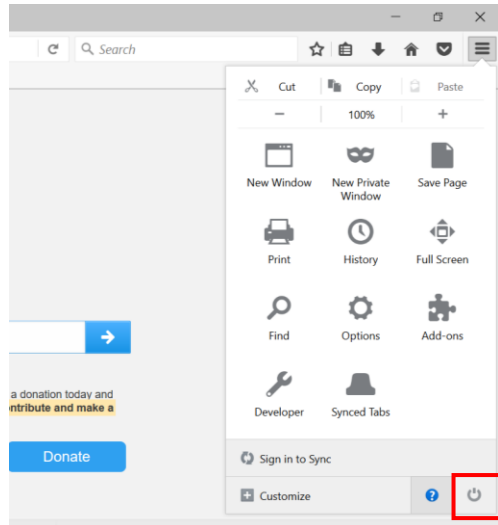 Search
Cut Copy Paste
− 100% +
New Window New Private Window Save Page
Print History Full Screen
Find Options Add-ons
a donation today and
ntribute and make a
Developer Synced Tabs
Donate
Sign in to Sync
Customize ?